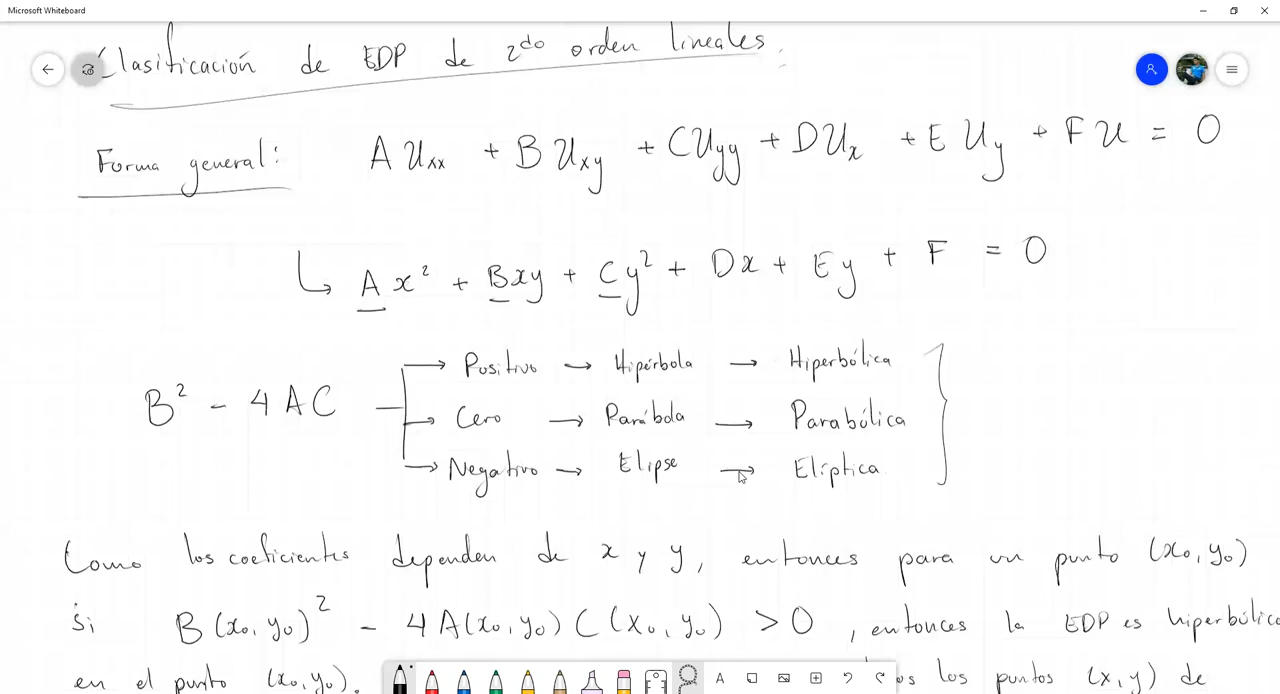 Microsoft Whiteboard
Clasificación de EDP de 2do orden lineales.
Forma general: A Uxx + B Uxy + C Uyy + D Ux + E Uy + F U = 0
↳ A x² + B xy + C y² + D x + E y + F = 0
B² - 4 A C
→ Positivo → Hipérbola → Hiperbólica
→ Cero → Parábola → Parabólica
→ Negativo → Elipse → Elíptica
Como los coeficientes dependen de x y y, entonces para un punto (x₀, y₀)
si B (x₀, y₀)² - 4 A(x₀, y₀) C (x₀, y₀) > 0, entonces la EDP es hiperbólica
en el punto (x₀, y₀). los puntos (x, y) de